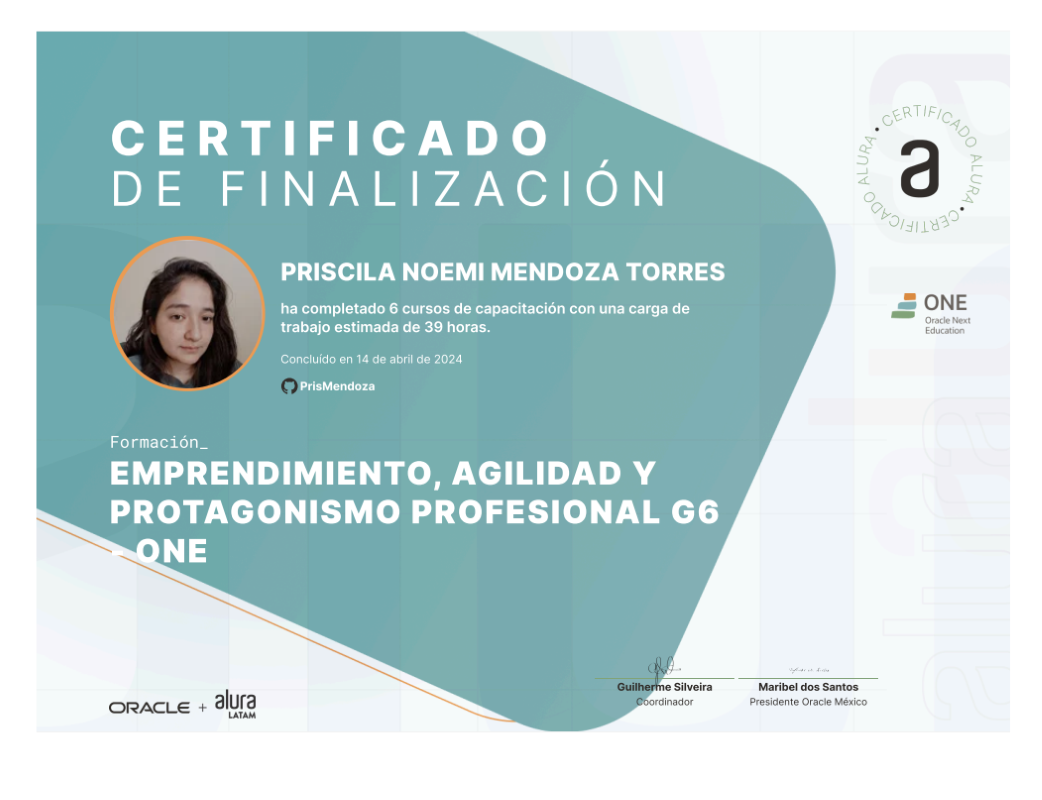 CERTIFICADO
DE FINALIZACIÓN
CERTIFICADO ALURA • CERTIFICADO ALURA •
a
PRISCILA NOEMI MENDOZA TORRES
ha completado 6 cursos de capacitación con una carga de
trabajo estimada de 39 horas.
Concluído en 14 de abril de 2024
PrisMendoza
ONE
Oracle Next
Education
Formación_
EMPRENDIMIENTO, AGILIDAD Y
PROTAGONISMO PROFESIONAL G6
- ONE
Guilherme Silveira
Coordinador
Maribel dos Santos
Presidente Oracle México
ORACLE + alura
LATAM
alura
alura